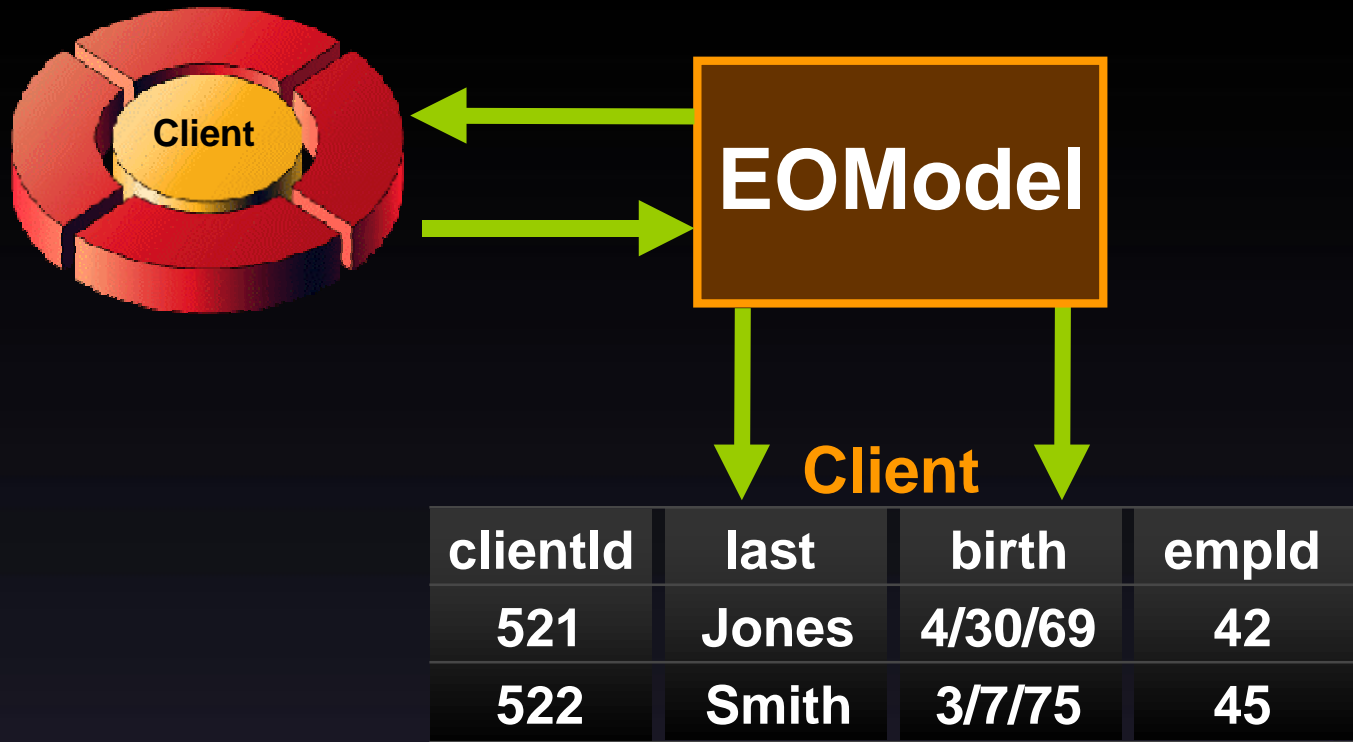 Client
EOModel
Client
clientId last birth empId
521 Jones 4/30/69 42
522 Smith 3/7/75 45